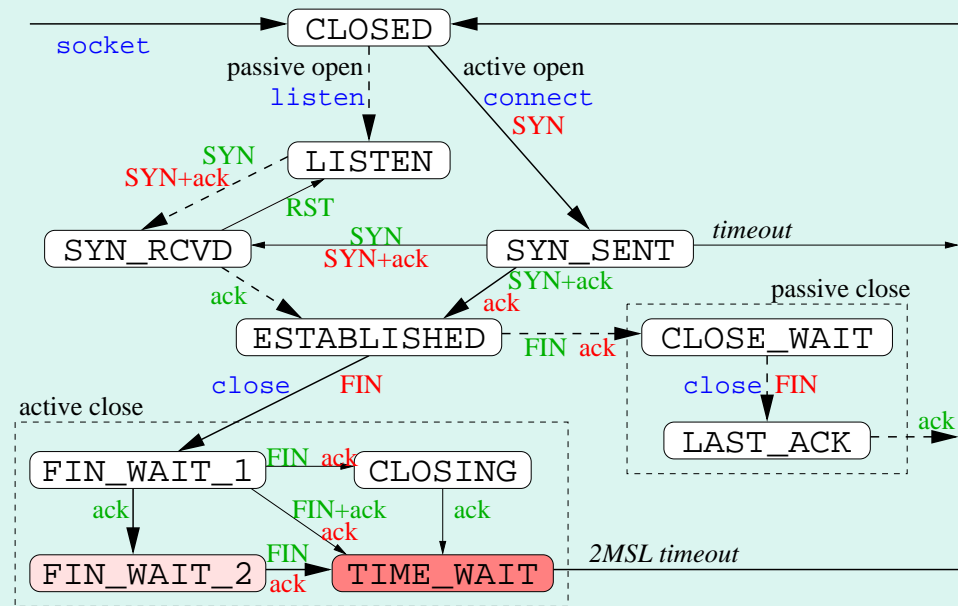 CLOSED
socket
passive open
listen
active open
connect
SYN
SYN
SYN+ack
LISTEN
RST
SYN_RCVD
SYN
SYN+ack
SYN_SENT
timeout
ack
SYN+ack
ack
passive close
ESTABLISHED
FIN ack
CLOSE_WAIT
close FIN
close FIN
active close
LAST_ACK
ack
FIN_WAIT_1
FIN ack
CLOSING
ack
FIN+ack
ack
ack
FIN_WAIT_2
FIN
ack
TIME_WAIT
2MSL timeout